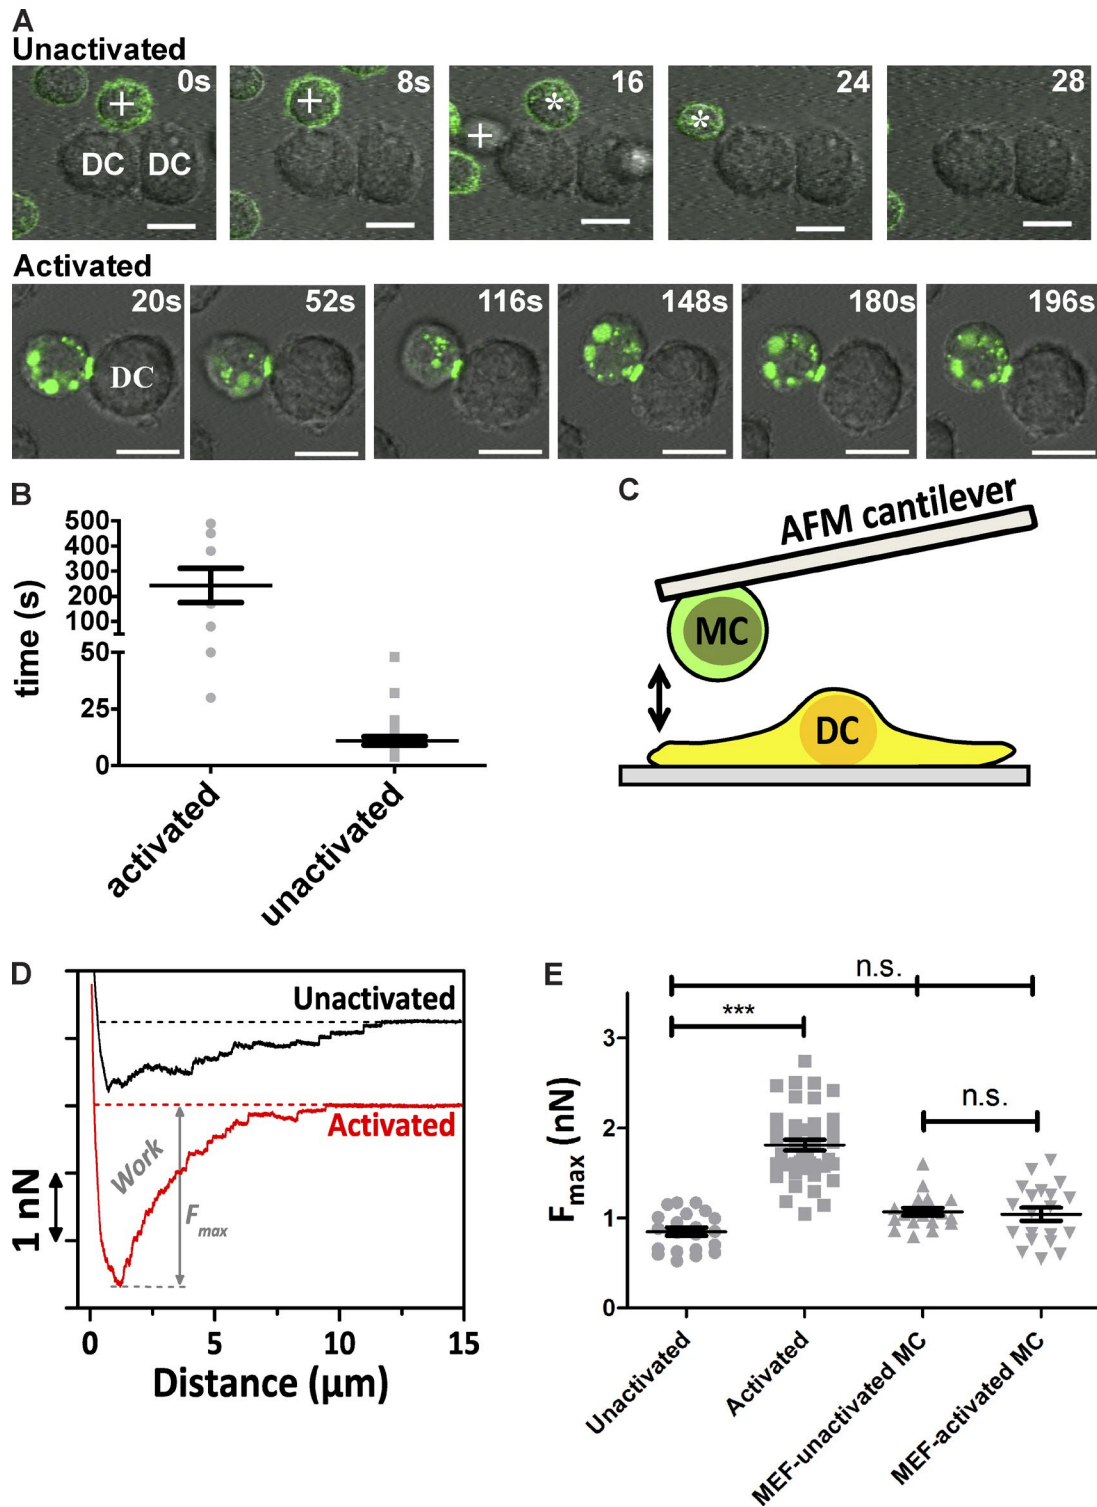 A
Unactivated
0s 8s 16 24 28
+ + * *
+
DC DC
Activated
20s 52s 116s 148s 180s 196s
DC
B
500
400
300
200
100
50
25
0
time (s)
activated
unactivated
C
AFM cantilever
MC
DC
D
Unactivated
Activated
Work
Fmax
1 nN
0 5 10 15
Distance (µm)
E
n.s.
***
n.s.
3
2
1
0
Fmax (nN)
Unactivated
Activated
MEF-unactivated MC
MEF-activated MC